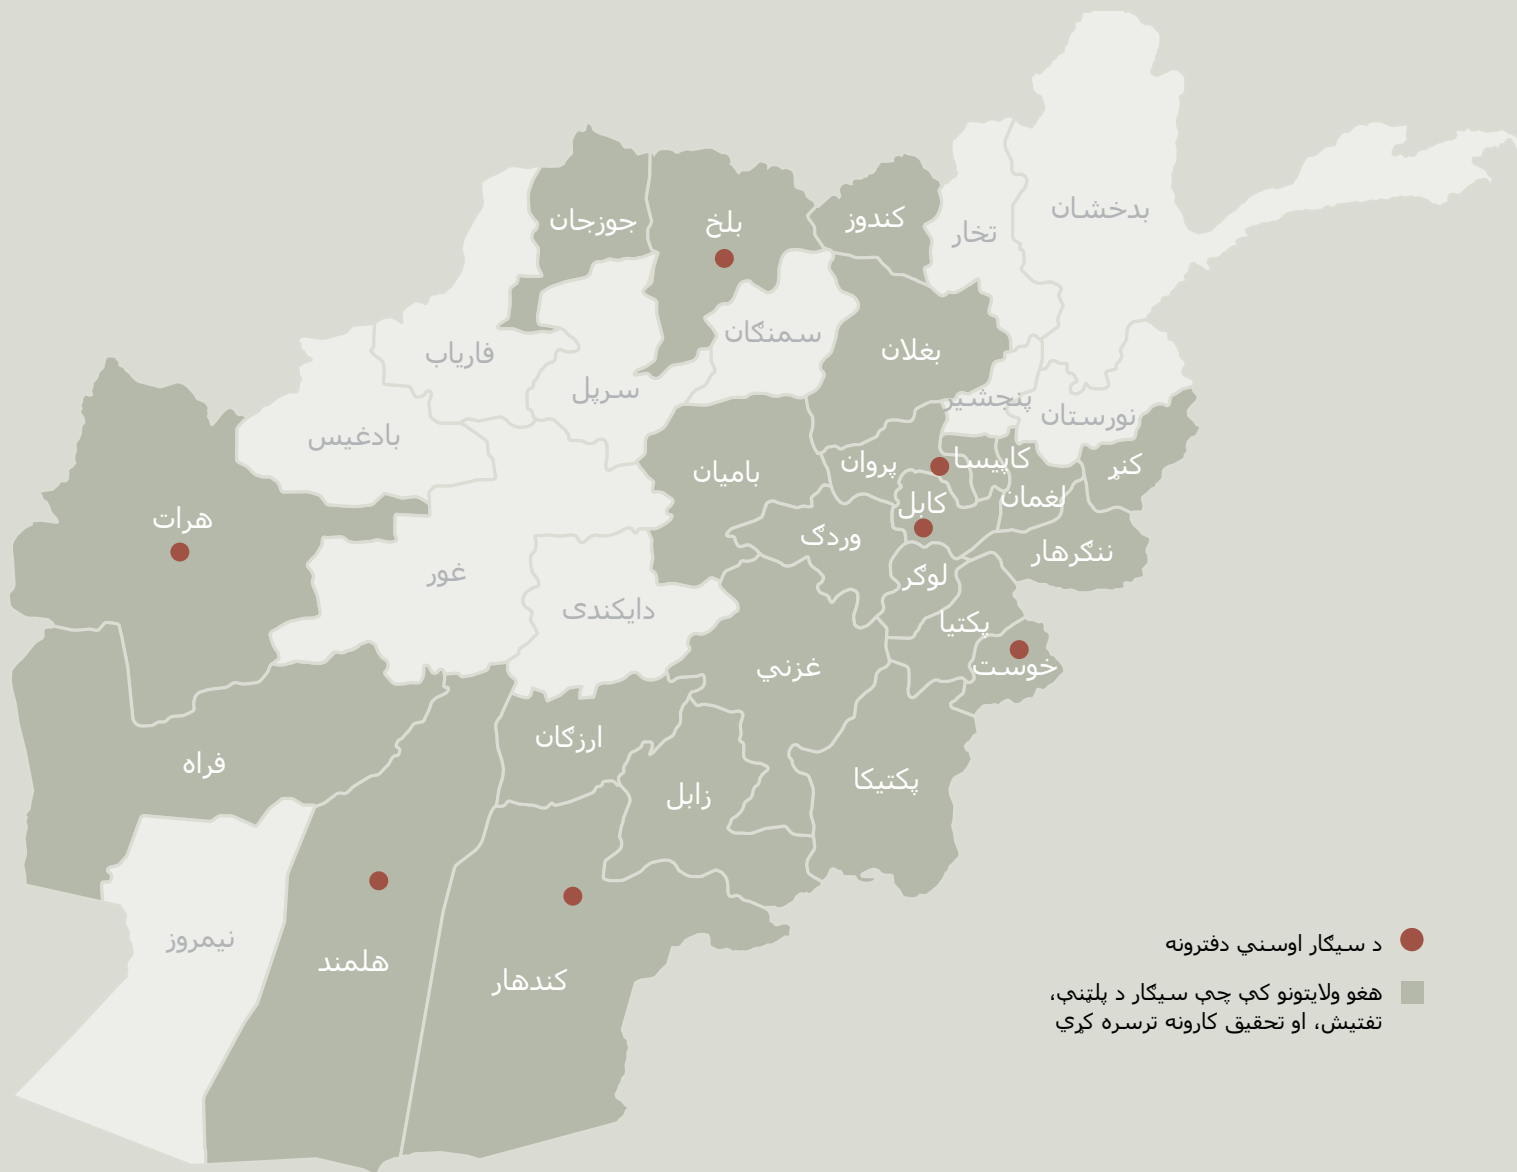 بدخشان
تخار
کندوز
بلخ
جوزجان
سمنګان
بغلان
فاریاب
سرپل
پنجشیر
نورستان
بادغیس
کنړ
کاپیسا
پروان
بامیان
لغمان
کابل
هرات
وردګ
ننګرهار
لوګر
غور
دایکندی
پکتیا
خوست
غزني
ارزګان
فراه
پکتیکا
زابل
نیمروز
هلمند
کندهار
د سیګار اوسني دفترونه
هغو ولایتونو کې چې سیګار د پلټنې،
تفتیش، او تحقیق کارونه ترسره کړي